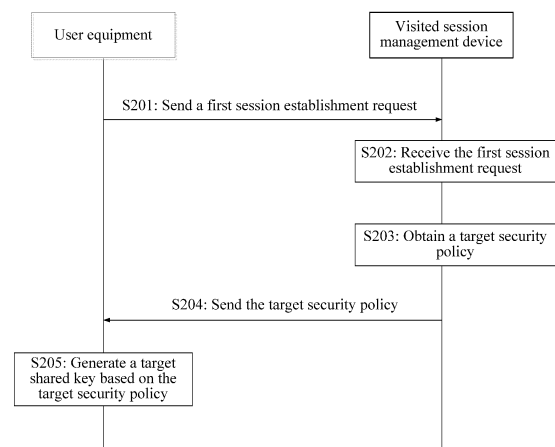 User equipment
Visited session
management device
S201: Send a first session establishment request
S202: Receive the first session
establishment request
S203: Obtain a target security
policy
S204: Send the target security policy
S205: Generate a target
shared key based on the
target security policy